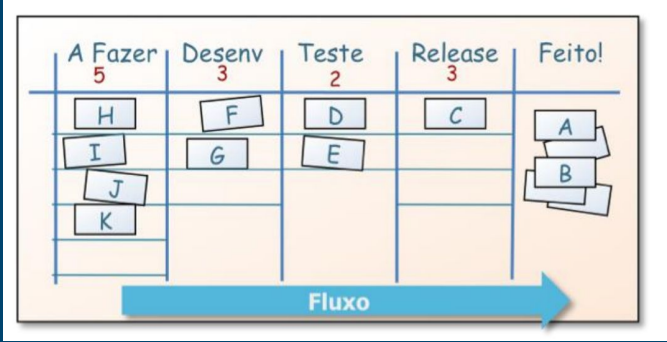 A Fazer Desenv Teste Release Feito!
5 3 2 3
H F D C A
I G E
J B
K
Fluxo